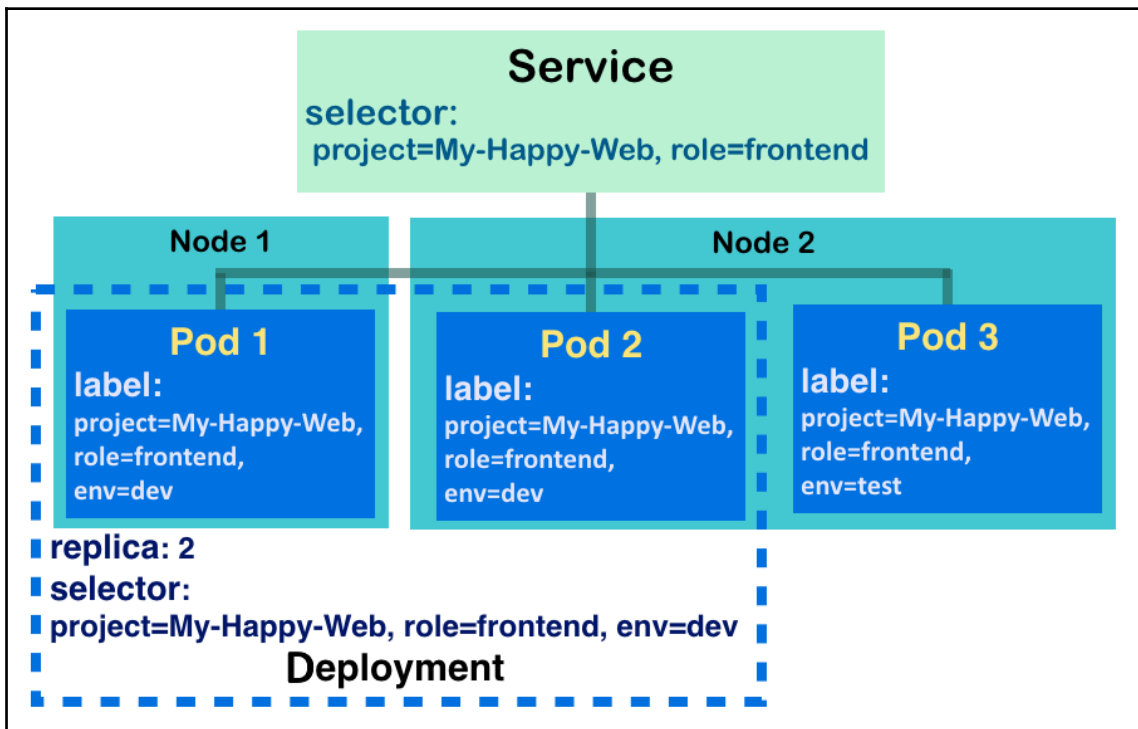 Service
selector:
project=My-Happy-Web, role=frontend
Node 1
Node 2
Pod 1
label:
project=My-Happy-Web,
role=frontend,
env=dev
Pod 2
label:
project=My-Happy-Web,
role=frontend,
env=dev
Pod 3
label:
project=My-Happy-Web,
role=frontend,
env=test
replica: 2
selector:
project=My-Happy-Web, role=frontend, env=dev
Deployment